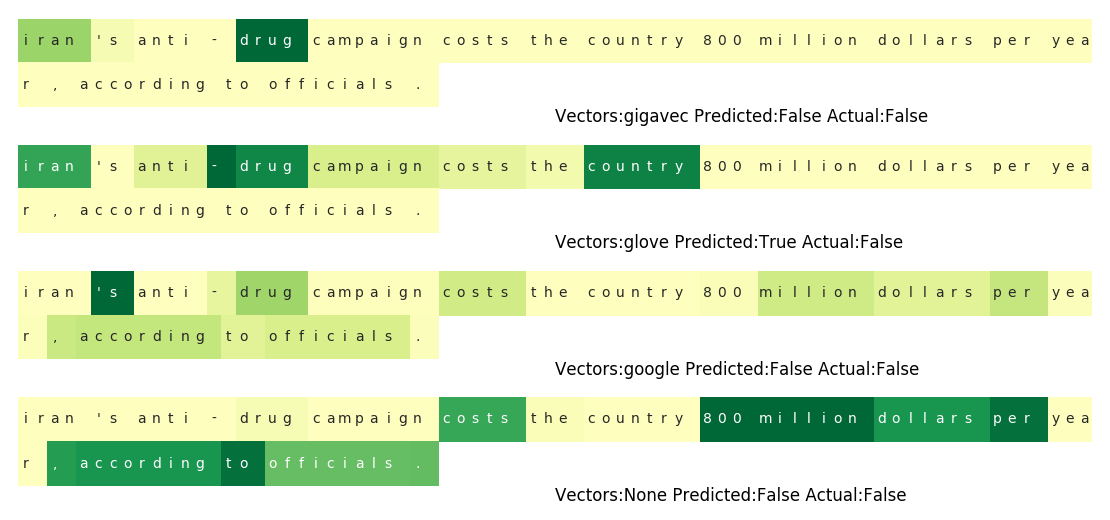 iran 's anti - drug campaign costs the country 800 million dollars per yea
r , according to officials .
Vectors:gigavec Predicted:False Actual:False
iran 's anti - drug campaign costs the country 800 million dollars per yea
r , according to officials .
Vectors:glove Predicted:True Actual:False
iran 's anti - drug campaign costs the country 800 million dollars per yea
r , according to officials .
Vectors:google Predicted:False Actual:False
iran 's anti - drug campaign costs the country 800 million dollars per yea
r , according to officials .
Vectors:None Predicted:False Actual:False